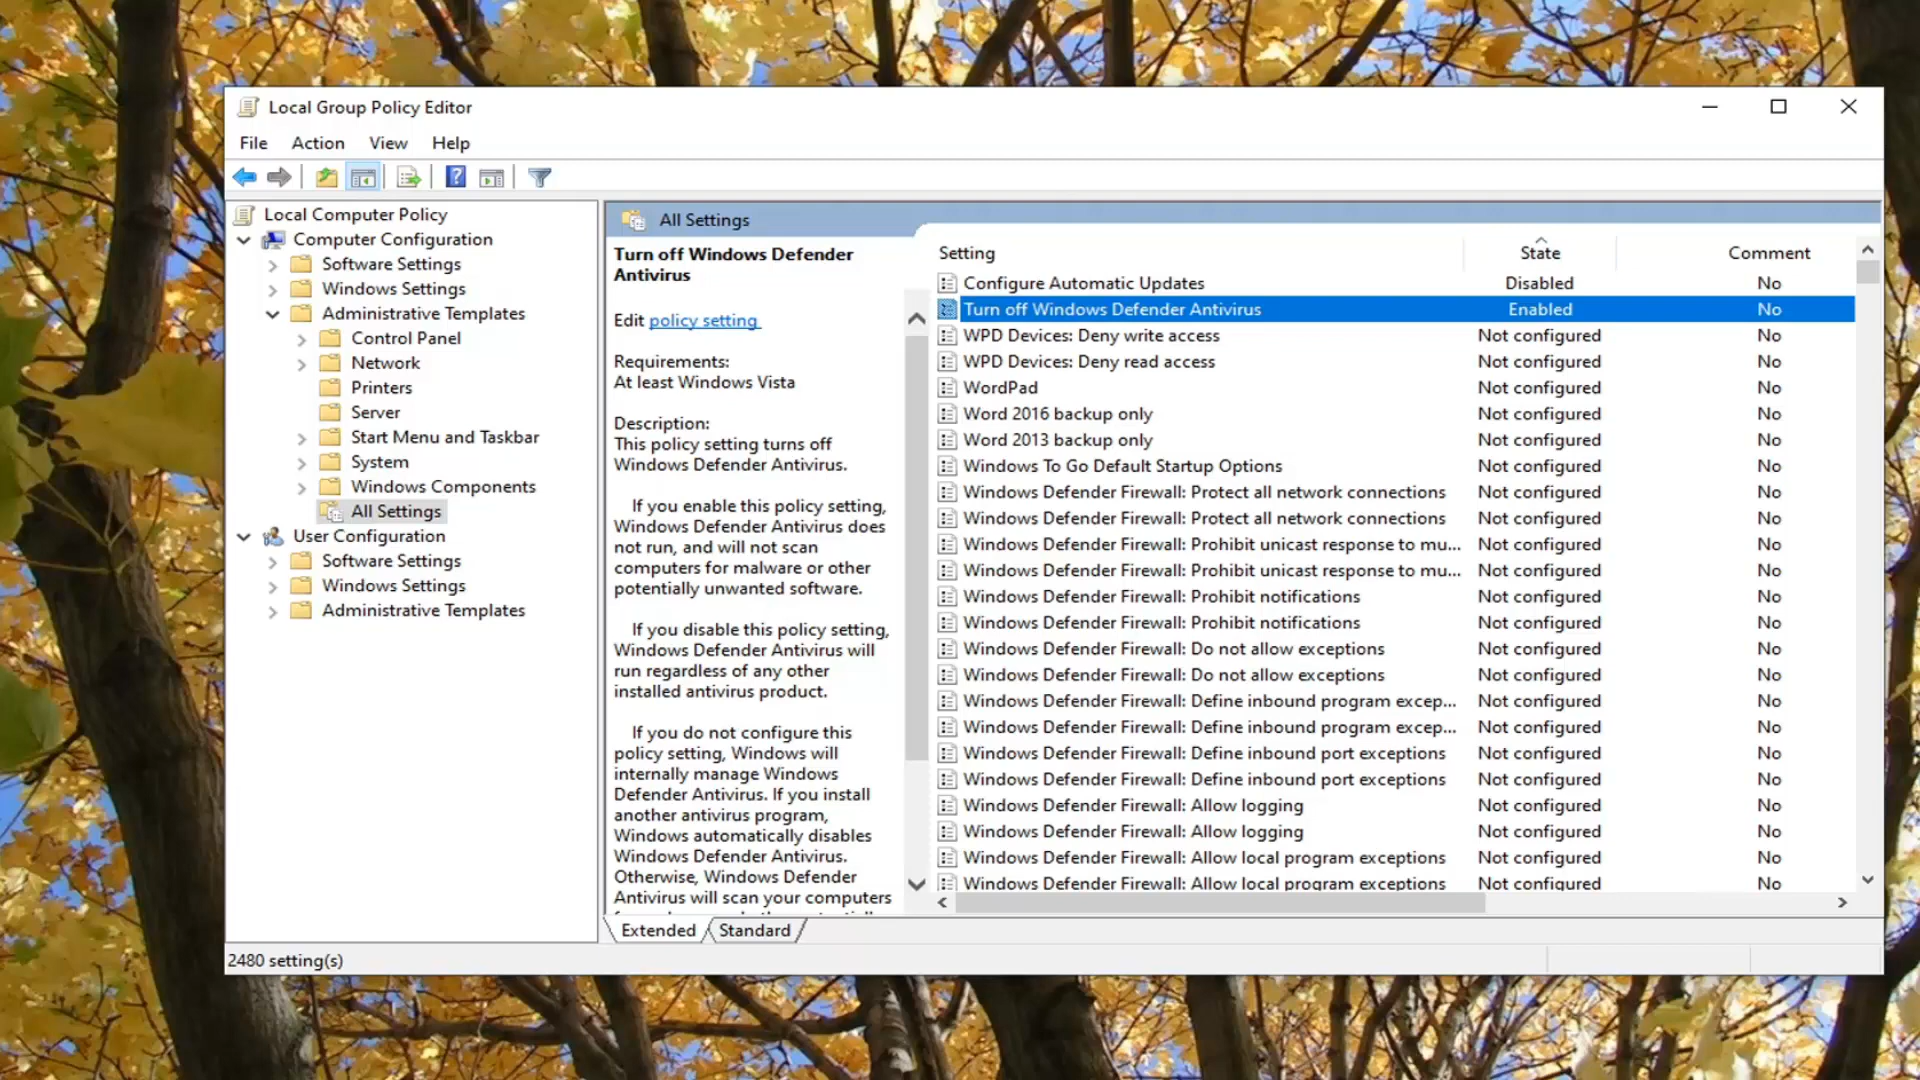 Local Group Policy Editor
File Action View Help
Local Computer Policy
Computer Configuration
Software Settings
Windows Settings
Administrative Templates
Control Panel
Network
Printers
Server
Start Menu and Taskbar
System
Windows Components
All Settings
User Configuration
Software Settings
Windows Settings
Administrative Templates
All Settings
Turn off Windows Defender
Antivirus
Edit policy setting
Requirements:
At least Windows Vista
Description:
This policy setting turns off
Windows Defender Antivirus.
If you enable this policy setting,
Windows Defender Antivirus does
not run, and will not scan
computers for malware or other
potentially unwanted software.
If you disable this policy setting,
Windows Defender Antivirus will
run regardless of any other
installed antivirus product.
If you do not configure this
policy setting, Windows will
internally manage Windows
Defender Antivirus. If you install
another antivirus program,
Windows automatically disables
Windows Defender Antivirus.
Otherwise, Windows Defender
Antivirus will scan your computers
Setting State Comment
Configure Automatic Updates Disabled No
Turn off Windows Defender Antivirus Enabled No
WPD Devices: Deny write access Not configured No
WPD Devices: Deny read access Not configured No
WordPad Not configured No
Word 2016 backup only Not configured No
Word 2013 backup only Not configured No
Windows To Go Default Startup Options Not configured No
Windows Defender Firewall: Protect all network connections Not configured No
Windows Defender Firewall: Protect all network connections Not configured No
Windows Defender Firewall: Prohibit unicast response to mu... Not configured No
Windows Defender Firewall: Prohibit unicast response to mu... Not configured No
Windows Defender Firewall: Prohibit notifications Not configured No
Windows Defender Firewall: Prohibit notifications Not configured No
Windows Defender Firewall: Do not allow exceptions Not configured No
Windows Defender Firewall: Do not allow exceptions Not configured No
Windows Defender Firewall: Define inbound program excep... Not configured No
Windows Defender Firewall: Define inbound program excep... Not configured No
Windows Defender Firewall: Define inbound port exceptions Not configured No
Windows Defender Firewall: Define inbound port exceptions Not configured No
Windows Defender Firewall: Allow logging Not configured No
Windows Defender Firewall: Allow logging Not configured No
Windows Defender Firewall: Allow local program exceptions Not configured No
Windows Defender Firewall: Allow local program exceptions Not configured No
Extended Standard
2480 setting(s)